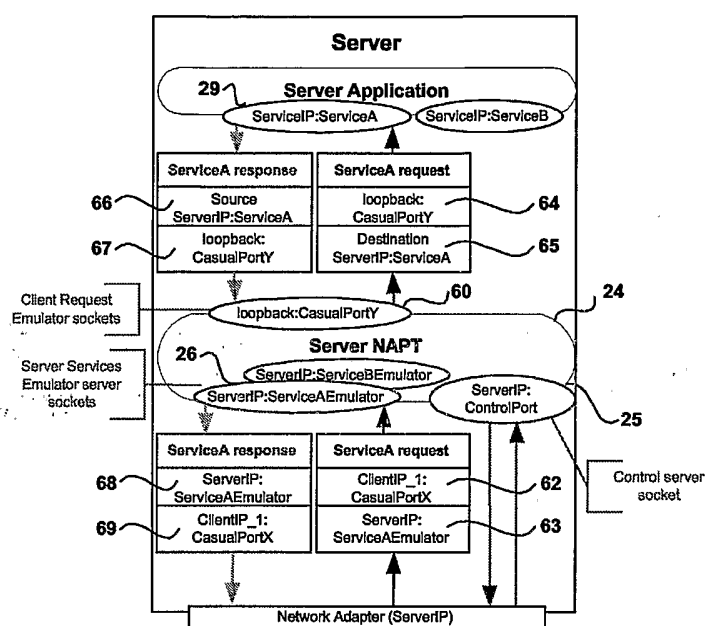 Server
Server Application
29
ServiceIP:ServiceA
ServiceIP:ServiceB
ServiceA response
Source
ServerIP:ServiceA
loopback:
CasualPortY
66
67
ServiceA request
loopback:
CasualPortY
Destination
ServerIP:ServiceA
64
65
Client Request
Emulator sockets
loopback:CasualPortY
60
24
Server NAPT
Server Services
Emulator server
sockets
26
ServerIP:ServiceBEmulator
ServerIP:ServiceAEmulator
ServerIP:
ControlPort
25
ServiceA response
ServerIP:
ServiceAEmulator
ClientIP_1:
CasualPortX
68
69
ServiceA request
ClientIP_1:
CasualPortX
ServerIP:
ServiceAEmulator
62
63
Control server
socket
Network Adapter (ServerIP)